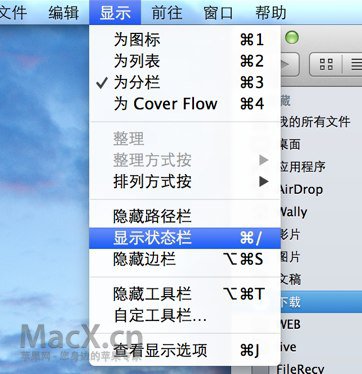 文件 编辑 显示 前往 窗口 帮助
为图标 ⌘1
为列表 ⌘2
✓ 为分栏 ⌘3
为 Cover Flow ⌘4
整理
整理方式按 ▶
排列方式按 ▶
隐藏路径栏
显示状态栏 ⌘/
隐藏边栏 ⌥⌘S
隐藏工具栏 ⌥⌘T
自定工具栏…
查看显示选项 ⌘J
藏
我的所有文件
桌面
应用程序
AirDrop
Wally
影片
图片
文稿
下载
WEB
Live
FileRecy
MacX.cn
苹果网 - 您身边的苹果专家